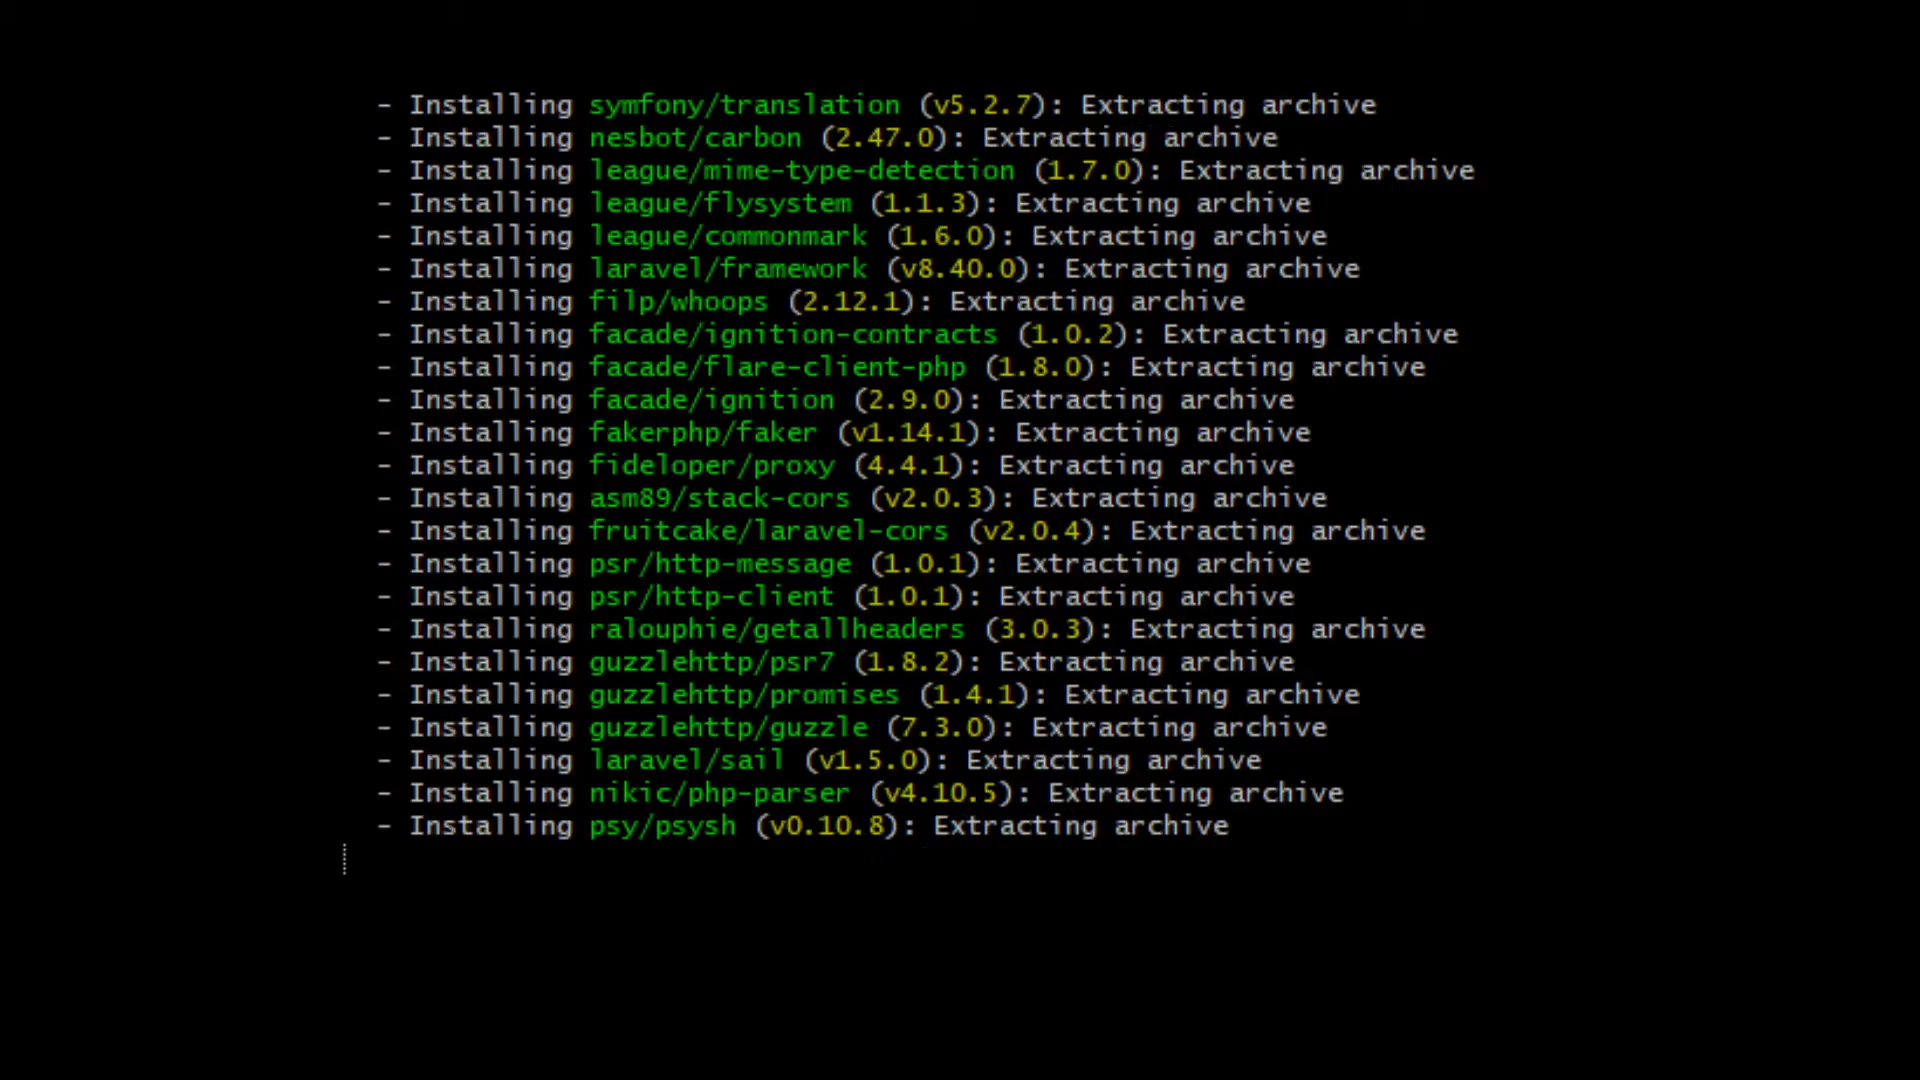 - Installing symfony/translation (v5.2.7): Extracting archive
- Installing nesbot/carbon (2.47.0): Extracting archive
- Installing league/mime-type-detection (1.7.0): Extracting archive
- Installing league/flysystem (1.1.3): Extracting archive
- Installing league/commonmark (1.6.0): Extracting archive
- Installing laravel/framework (v8.40.0): Extracting archive
- Installing filp/whoops (2.12.1): Extracting archive
- Installing facade/ignition-contracts (1.0.2): Extracting archive
- Installing facade/flare-client-php (1.8.0): Extracting archive
- Installing facade/ignition (2.9.0): Extracting archive
- Installing fakerphp/faker (v1.14.1): Extracting archive
- Installing fideloper/proxy (4.4.1): Extracting archive
- Installing asm89/stack-cors (v2.0.3): Extracting archive
- Installing fruitcake/laravel-cors (v2.0.4): Extracting archive
- Installing psr/http-message (1.0.1): Extracting archive
- Installing psr/http-client (1.0.1): Extracting archive
- Installing ralouphie/getallheaders (3.0.3): Extracting archive
- Installing guzzlehttp/psr7 (1.8.2): Extracting archive
- Installing guzzlehttp/promises (1.4.1): Extracting archive
- Installing guzzlehttp/guzzle (7.3.0): Extracting archive
- Installing laravel/sail (v1.5.0): Extracting archive
- Installing nikic/php-parser (v4.10.5): Extracting archive
- Installing psy/psysh (v0.10.8): Extracting archive